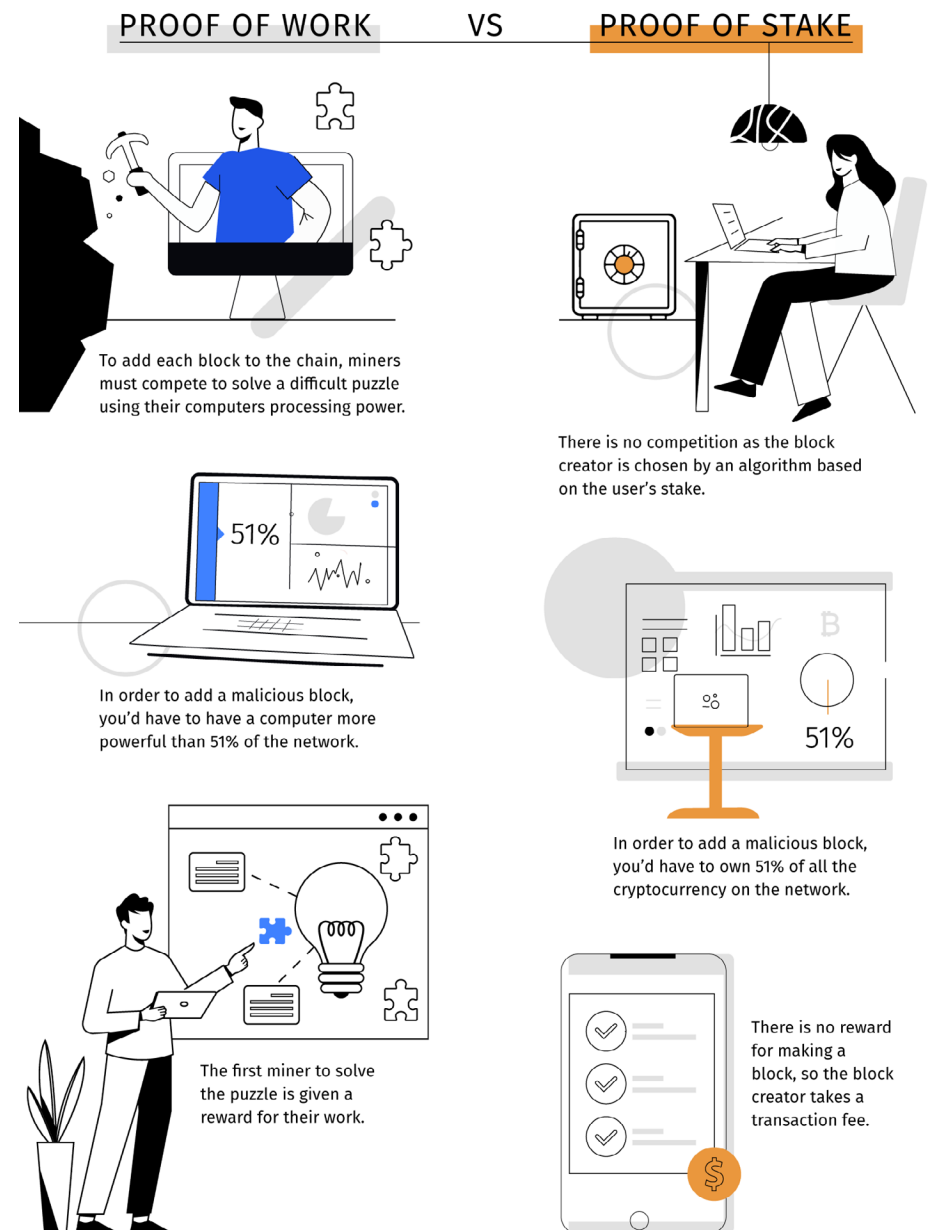 PROOF OF WORK VS PROOF OF STAKE
To add each block to the chain, miners
must compete to solve a difficult puzzle
using their computers processing power.
There is no competition as the block
creator is chosen by an algorithm based
on the user's stake.
51%
In order to add a malicious block,
you'd have to have a computer more
powerful than 51% of the network.
₿
51%
In order to add a malicious block,
you'd have to own 51% of all the
cryptocurrency on the network.
The first miner to solve
the puzzle is given a
reward for their work.
There is no reward
for making a
block, so the block
creator takes a
transaction fee.
$